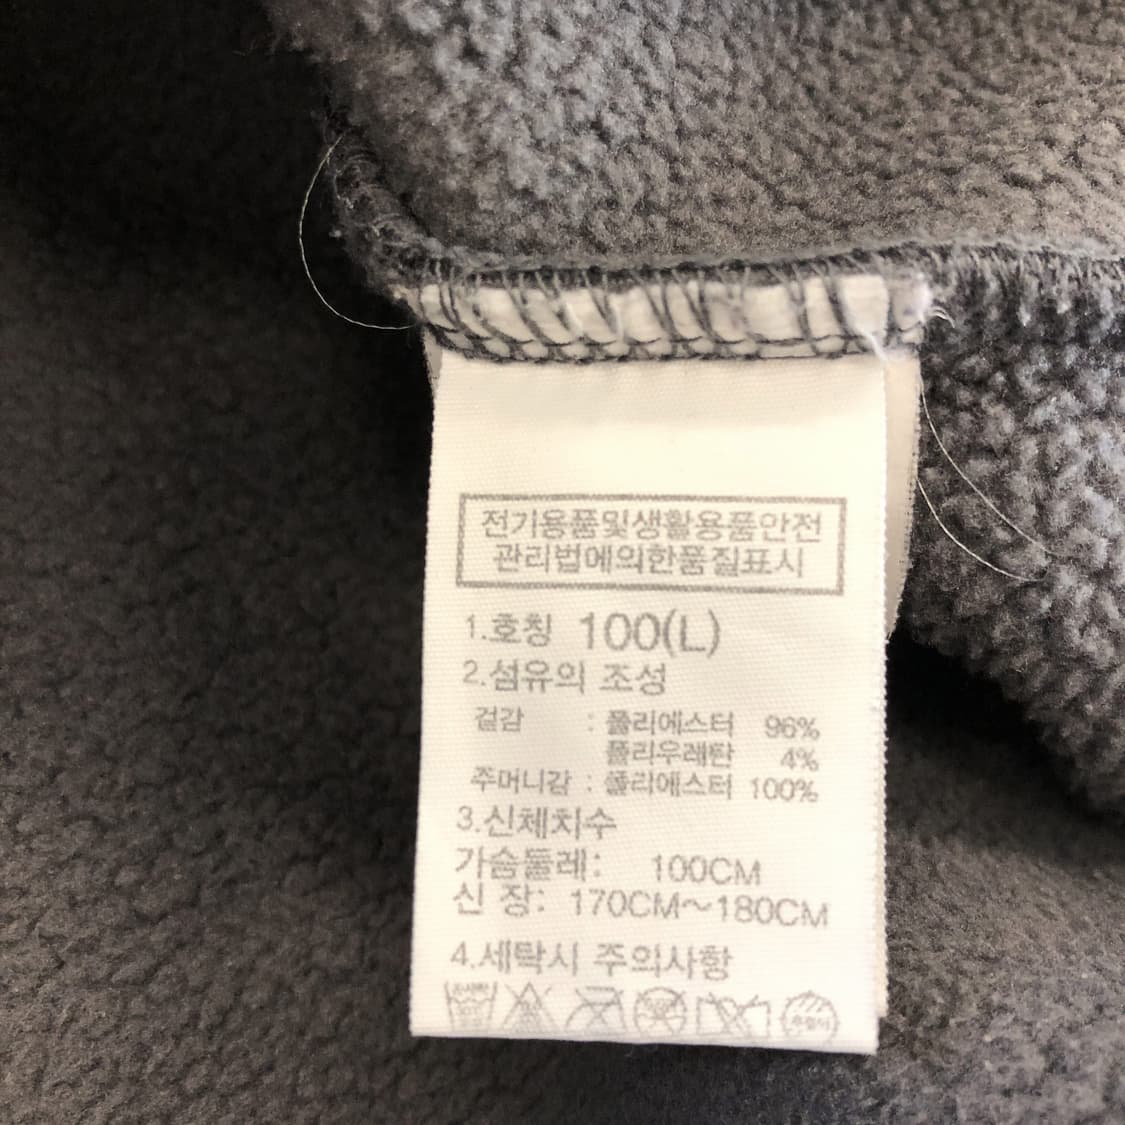 전기용품및생활용품안전
관리법에의한품질표시
1.호칭 100(L)
2.섬유의 조성
겉감 : 폴리에스터 96%
폴리우레탄 4%
주머니감 : 폴리에스터 100%
3.신체치수
가슴둘레: 100CM
신 장: 170CM~180CM
4.세탁시 주의사항